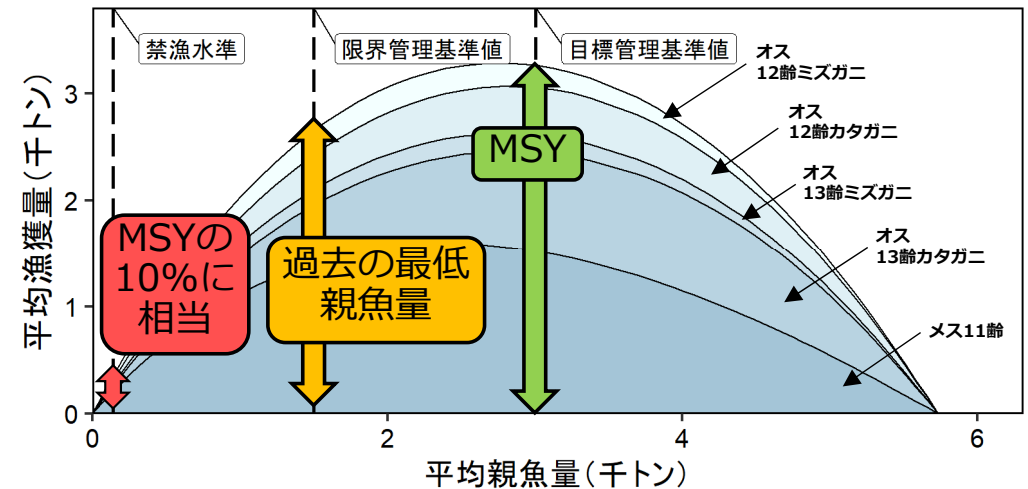 禁漁水準
限界管理基準値
目標管理基準値
オス
12齢ミズガニ
オス
12齢カタガニ
オス
13齢ミズガニ
オス
13齢カタガニ
メス11齢
MSY
MSYの
10%に
相当
過去の最低
親魚量
平均漁獲量(千トン)
3
2
1
0
0
2
4
6
平均親魚量(千トン)